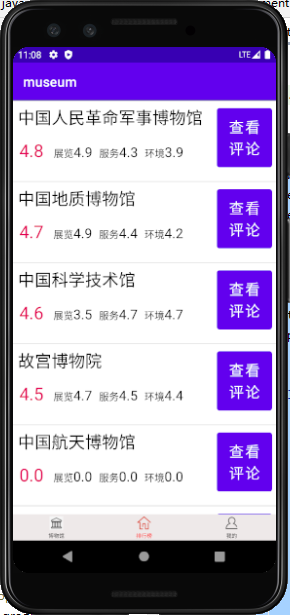 11:08 LTE
museum
中国人民革命军事博物馆
4.8 展览4.9 服务4.3 环境3.9
查看
评论
中国地质博物馆
4.7 展览4.9 服务4.4 环境4.2
查看
评论
中国科学技术馆
4.6 展览3.5 服务4.7 环境4.7
查看
评论
故宫博物院
4.5 展览4.7 服务4.5 环境4.4
查看
评论
中国航天博物馆
0.0 展览0.0 服务0.0 环境0.0
查看
评论
博物馆 排行榜 我的